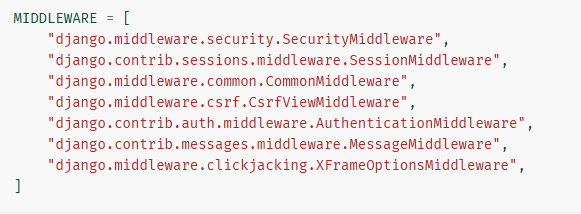 MIDDLEWARE = [
    "django.middleware.security.SecurityMiddleware",
    "django.contrib.sessions.middleware.SessionMiddleware",
    "django.middleware.common.CommonMiddleware",
    "django.middleware.csrf.CsrfViewMiddleware",
    "django.contrib.auth.middleware.AuthenticationMiddleware",
    "django.contrib.messages.middleware.MessageMiddleware",
    "django.middleware.clickjacking.XFrameOptionsMiddleware",
]